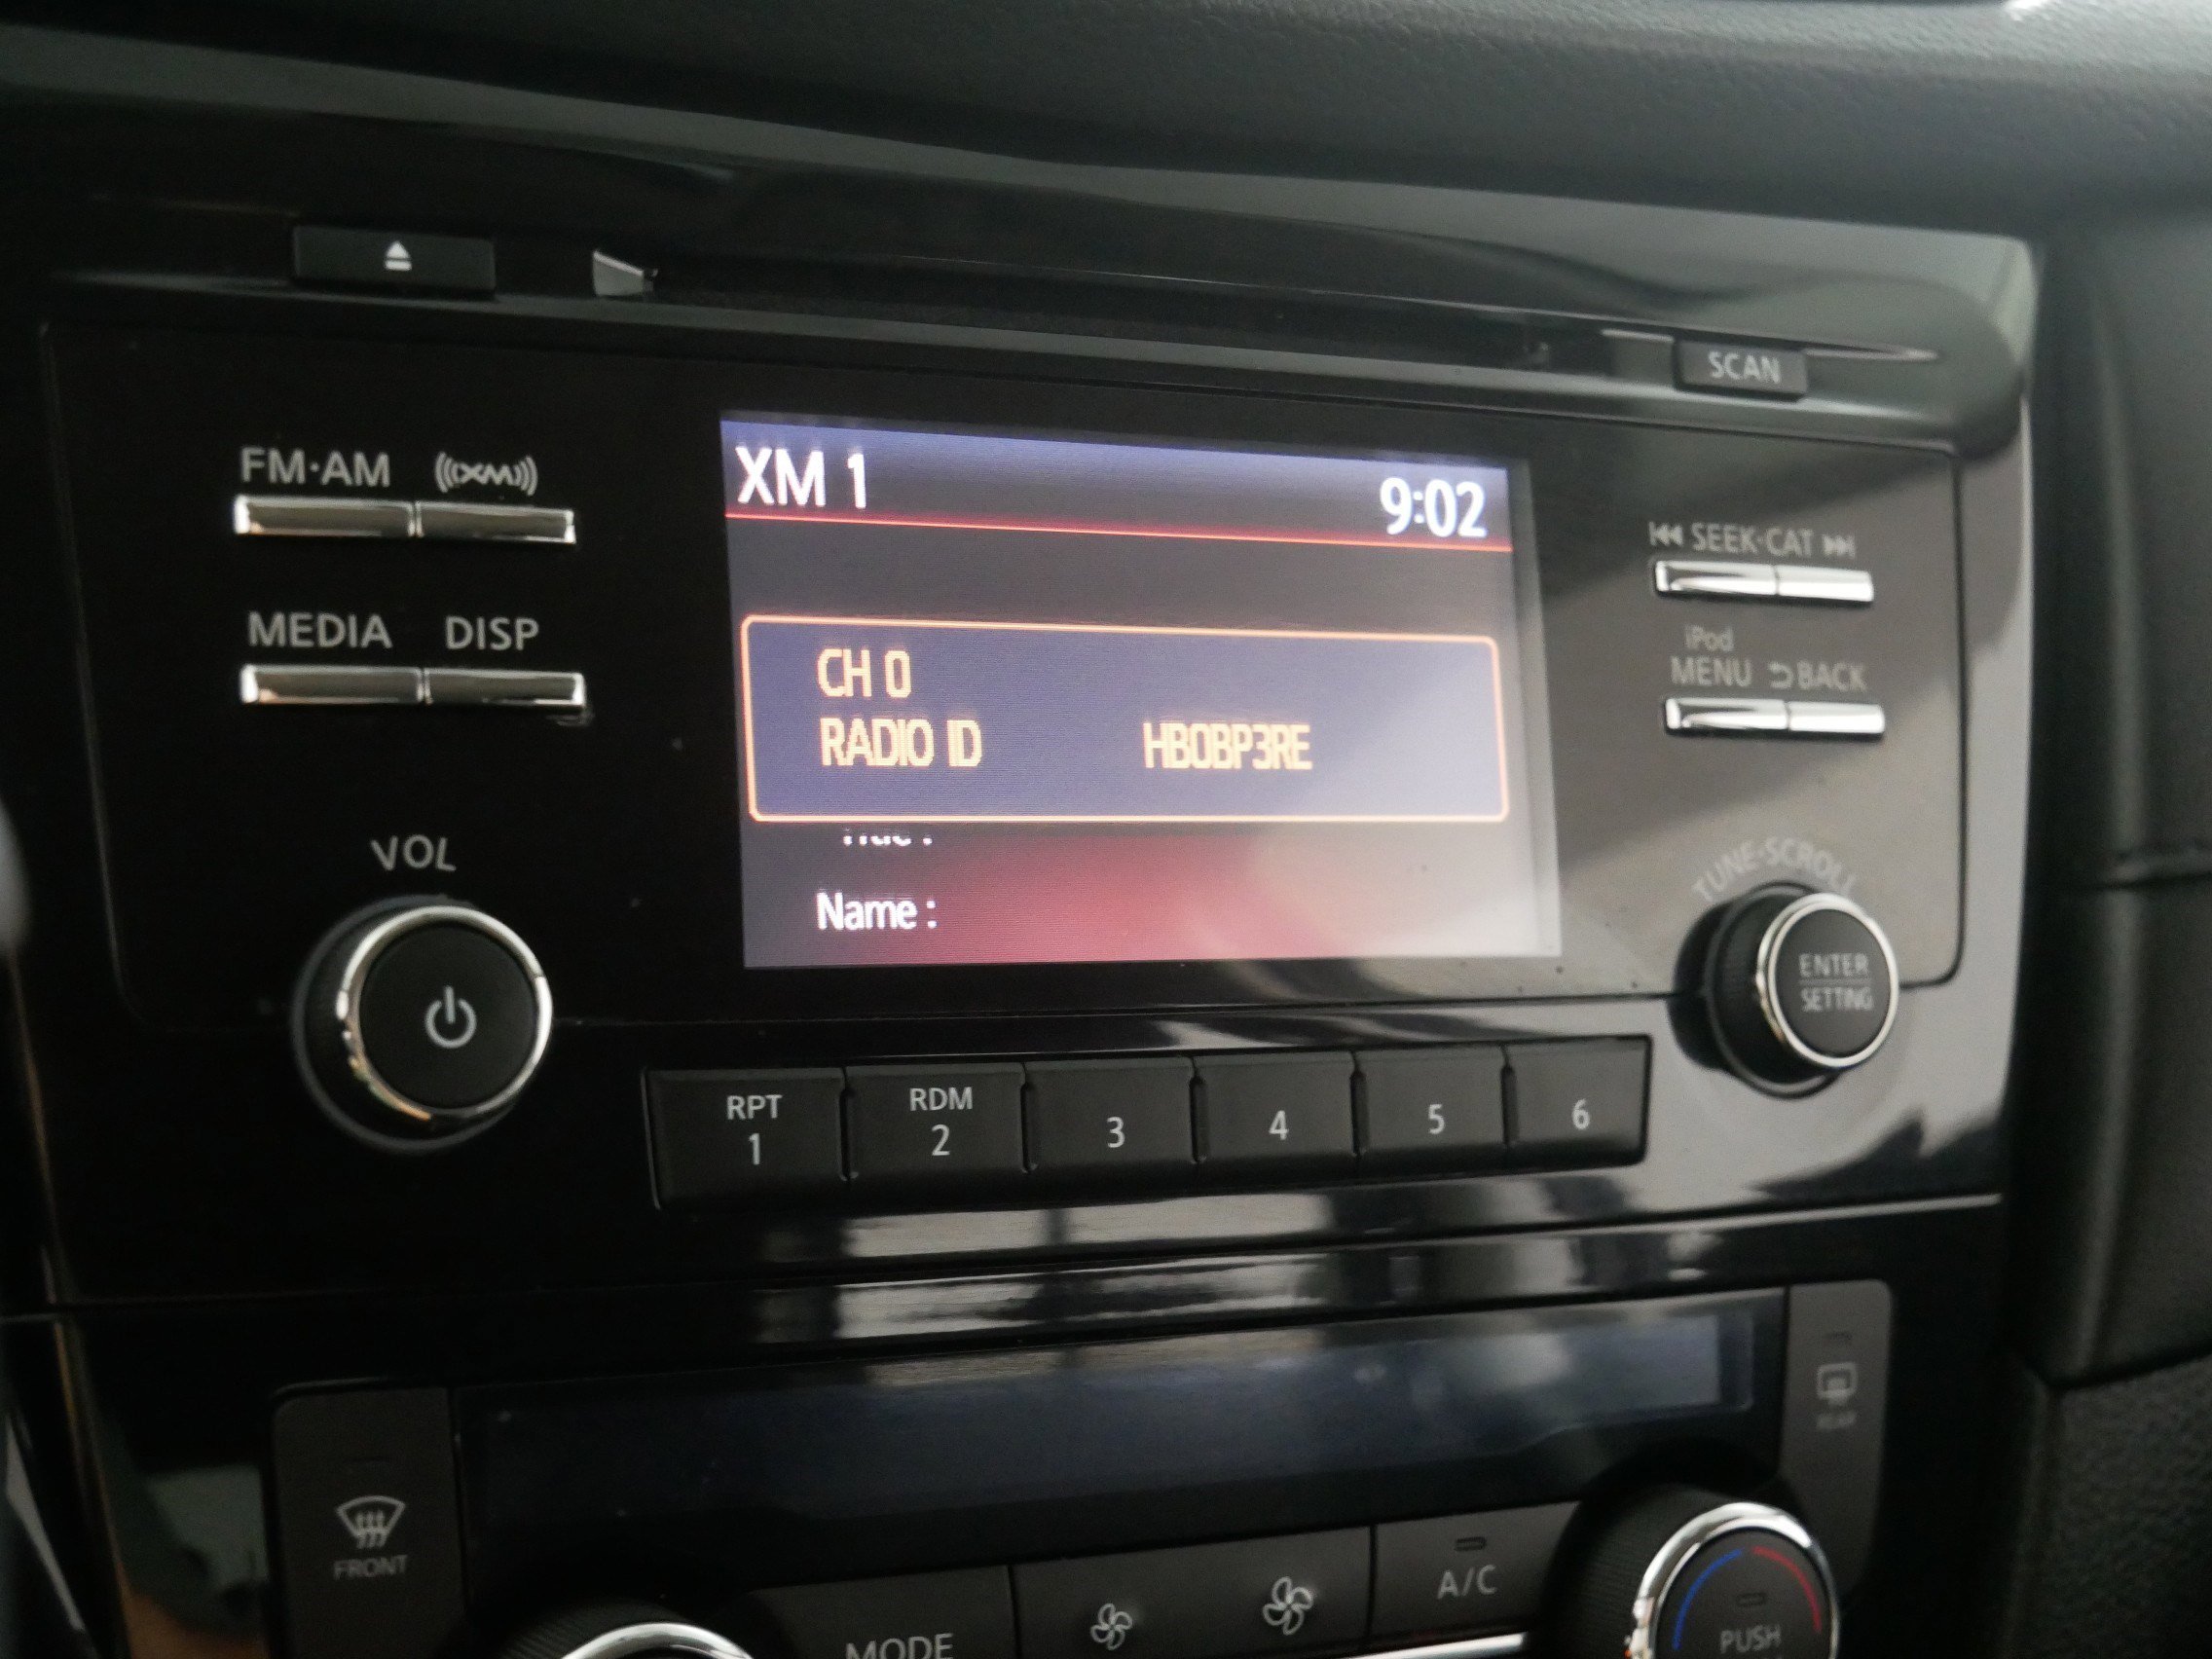 SCAN
FM·AM XM
XM 1 9:02
SEEK·CAT
MEDIA DISP
iPod
MENU BACK
CH 0
RADIO ID HB0BP3RE
VOL
TUNE·SCROLL
Name :
ENTER
SETTING
RPT
1
RDM
2
3
4
5
6
FRONT
MODE
A/C
PUSH